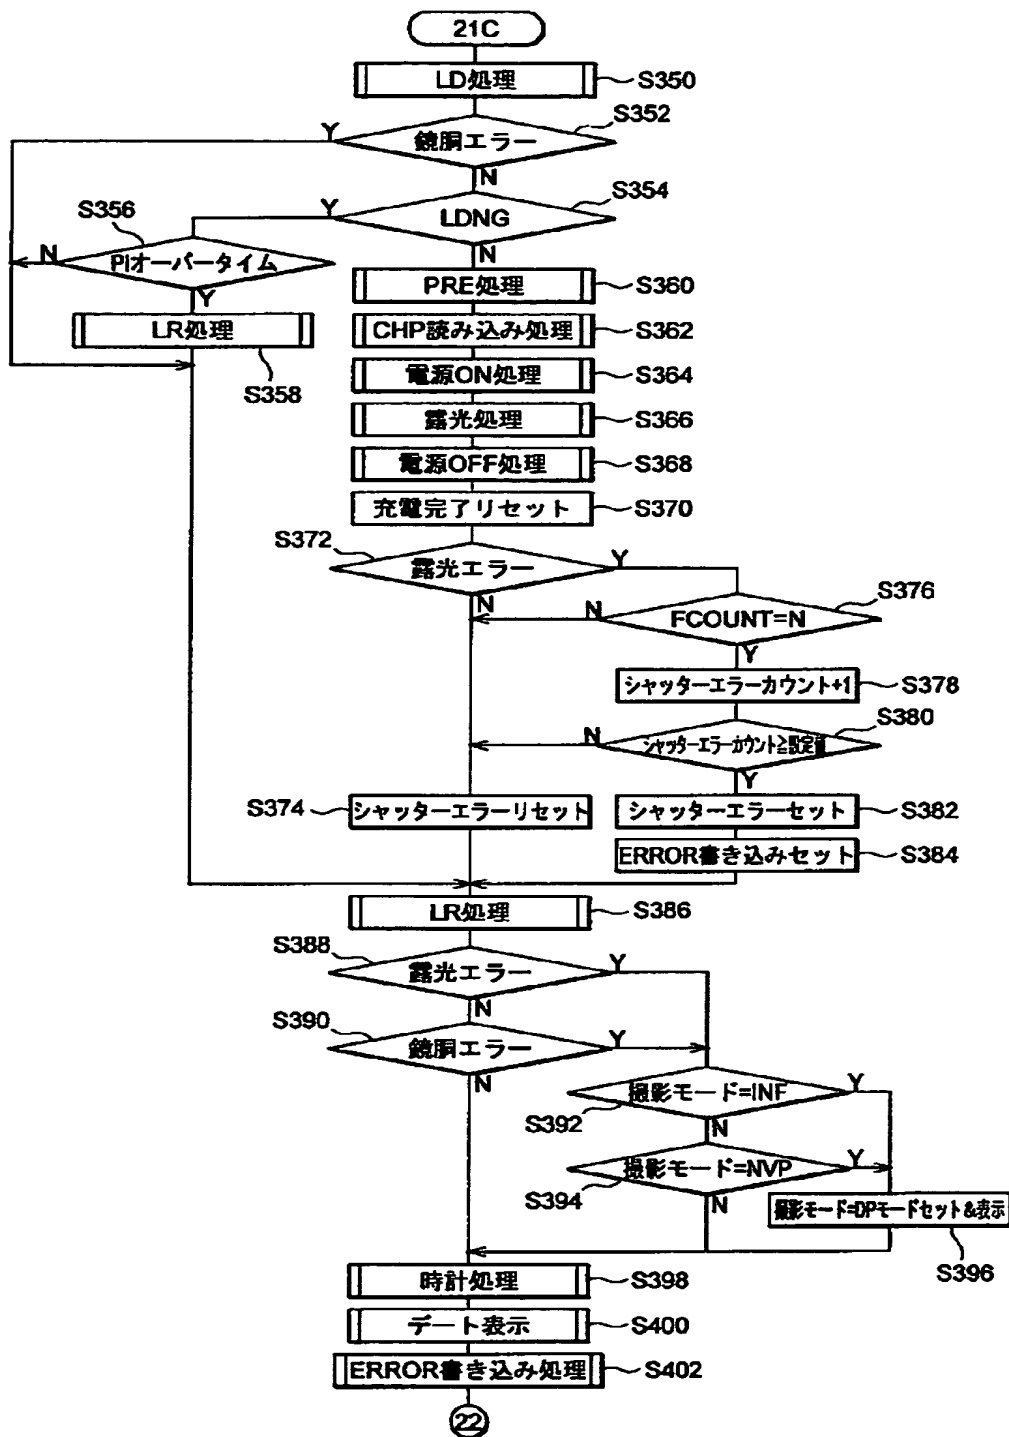 21C
LD処理
S350
S352
Y
鏡胴エラー
N
S354
S356
Y
LDNG
N
N
PIオーバータイム
Y
PRE処理
S360
LR処理
S358
CHP読み込み処理
S362
電源ON処理
S364
露光処理
S366
電源OFF処理
S368
充電完了リセット
S370
S372
露光エラー
Y
N
S376
N
FCOUNT=N
Y
シャッターエラーカウント+1
S378
S380
N
シャッターエラーカウント≧設定値
Y
S374
シャッターエラーリセット
シャッターエラーセット
S382
ERROR書き込みセット
S384
LR処理
S386
S388
露光エラー
Y
N
S390
鏡胴エラー
Y
N
撮影モード=INF
Y
S392
N
撮影モード=NVP
Y
S394
N
撮影モード=DPモードセット&表示
S396
時計処理
S398
デート表示
S400
ERROR書き込み処理
S402
22